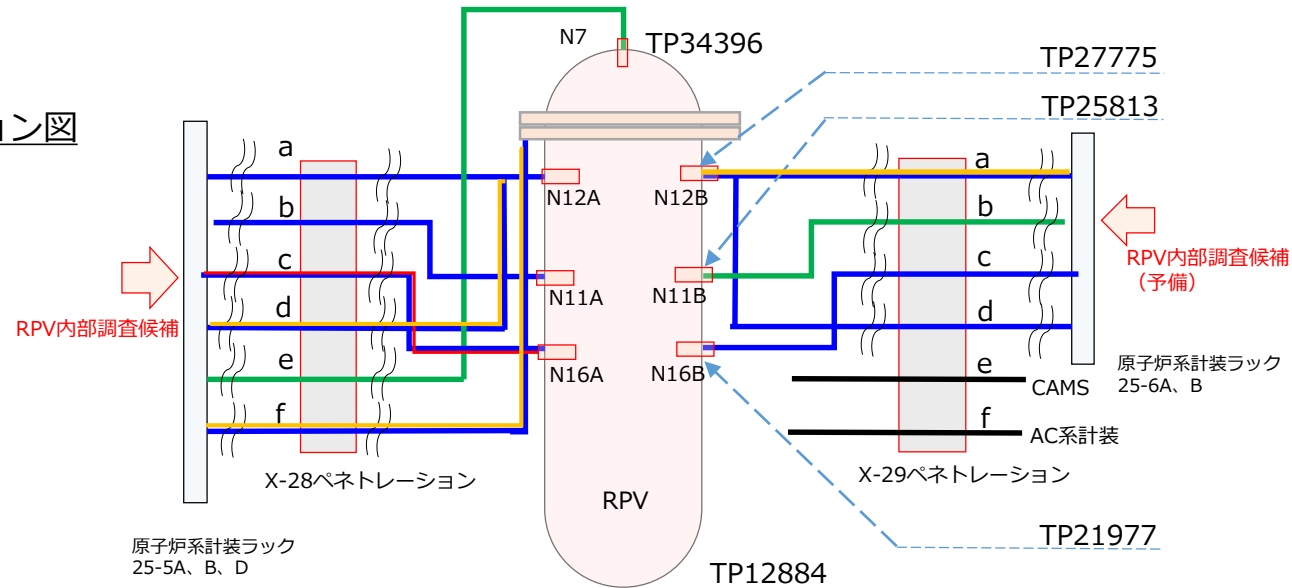 ョン図
N7
TP34396
TP27775
TP25813
a
b
c
d
e
f
N12A
N11A
N16A
N12B
N11B
N16B
a
b
c
d
e
f
RPV内部調査候補
RPV内部調査候補
（予備）
CAMS
AC系計装
原子炉系計装ラック
25-6A、B
X-28ペネトレーション
X-29ペネトレーション
RPV
TP21977
原子炉系計装ラック
25-5A、B、D
TP12884